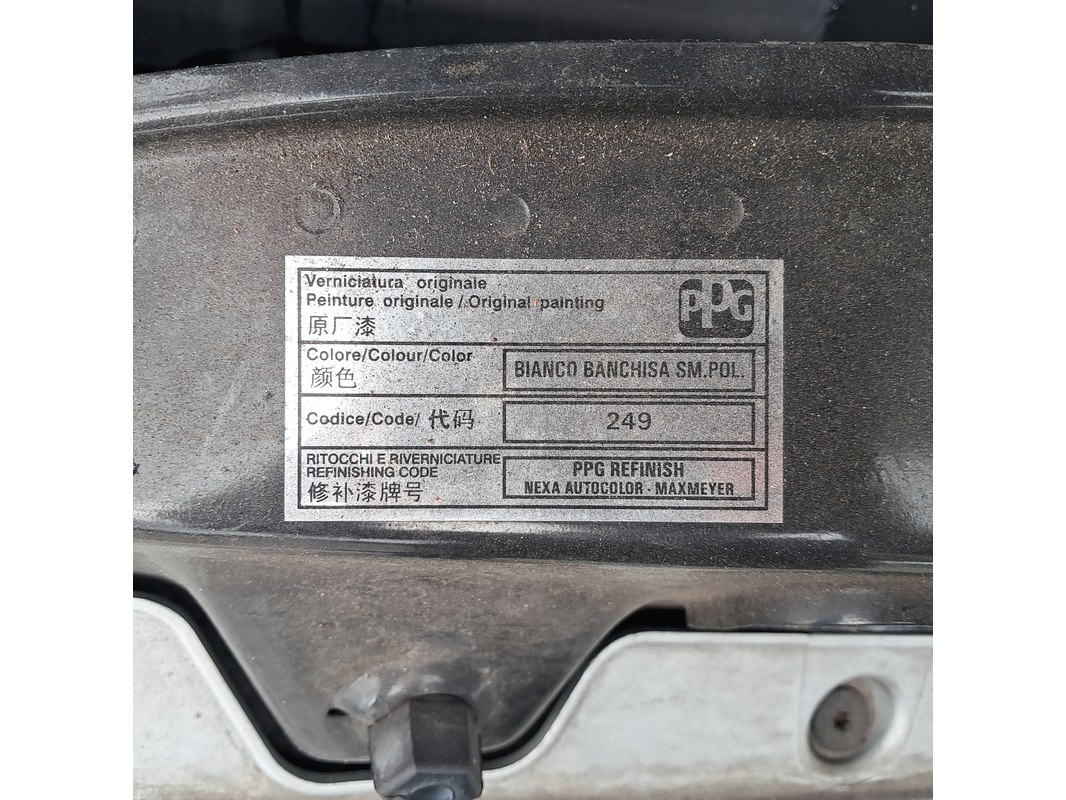 Verniciatura originale
Peinture originale / Original painting
原厂漆
PPG
Colore/Colour/Color
颜色
BIANCO BANCHISA SM.POL.
Codice/Code/ 代码
249
RITOCCHI E RIVERNICIATURE
REFINISHING CODE
修补漆牌号
PPG REFINISH
NEXA AUTOCOLOR - MAXMEYER